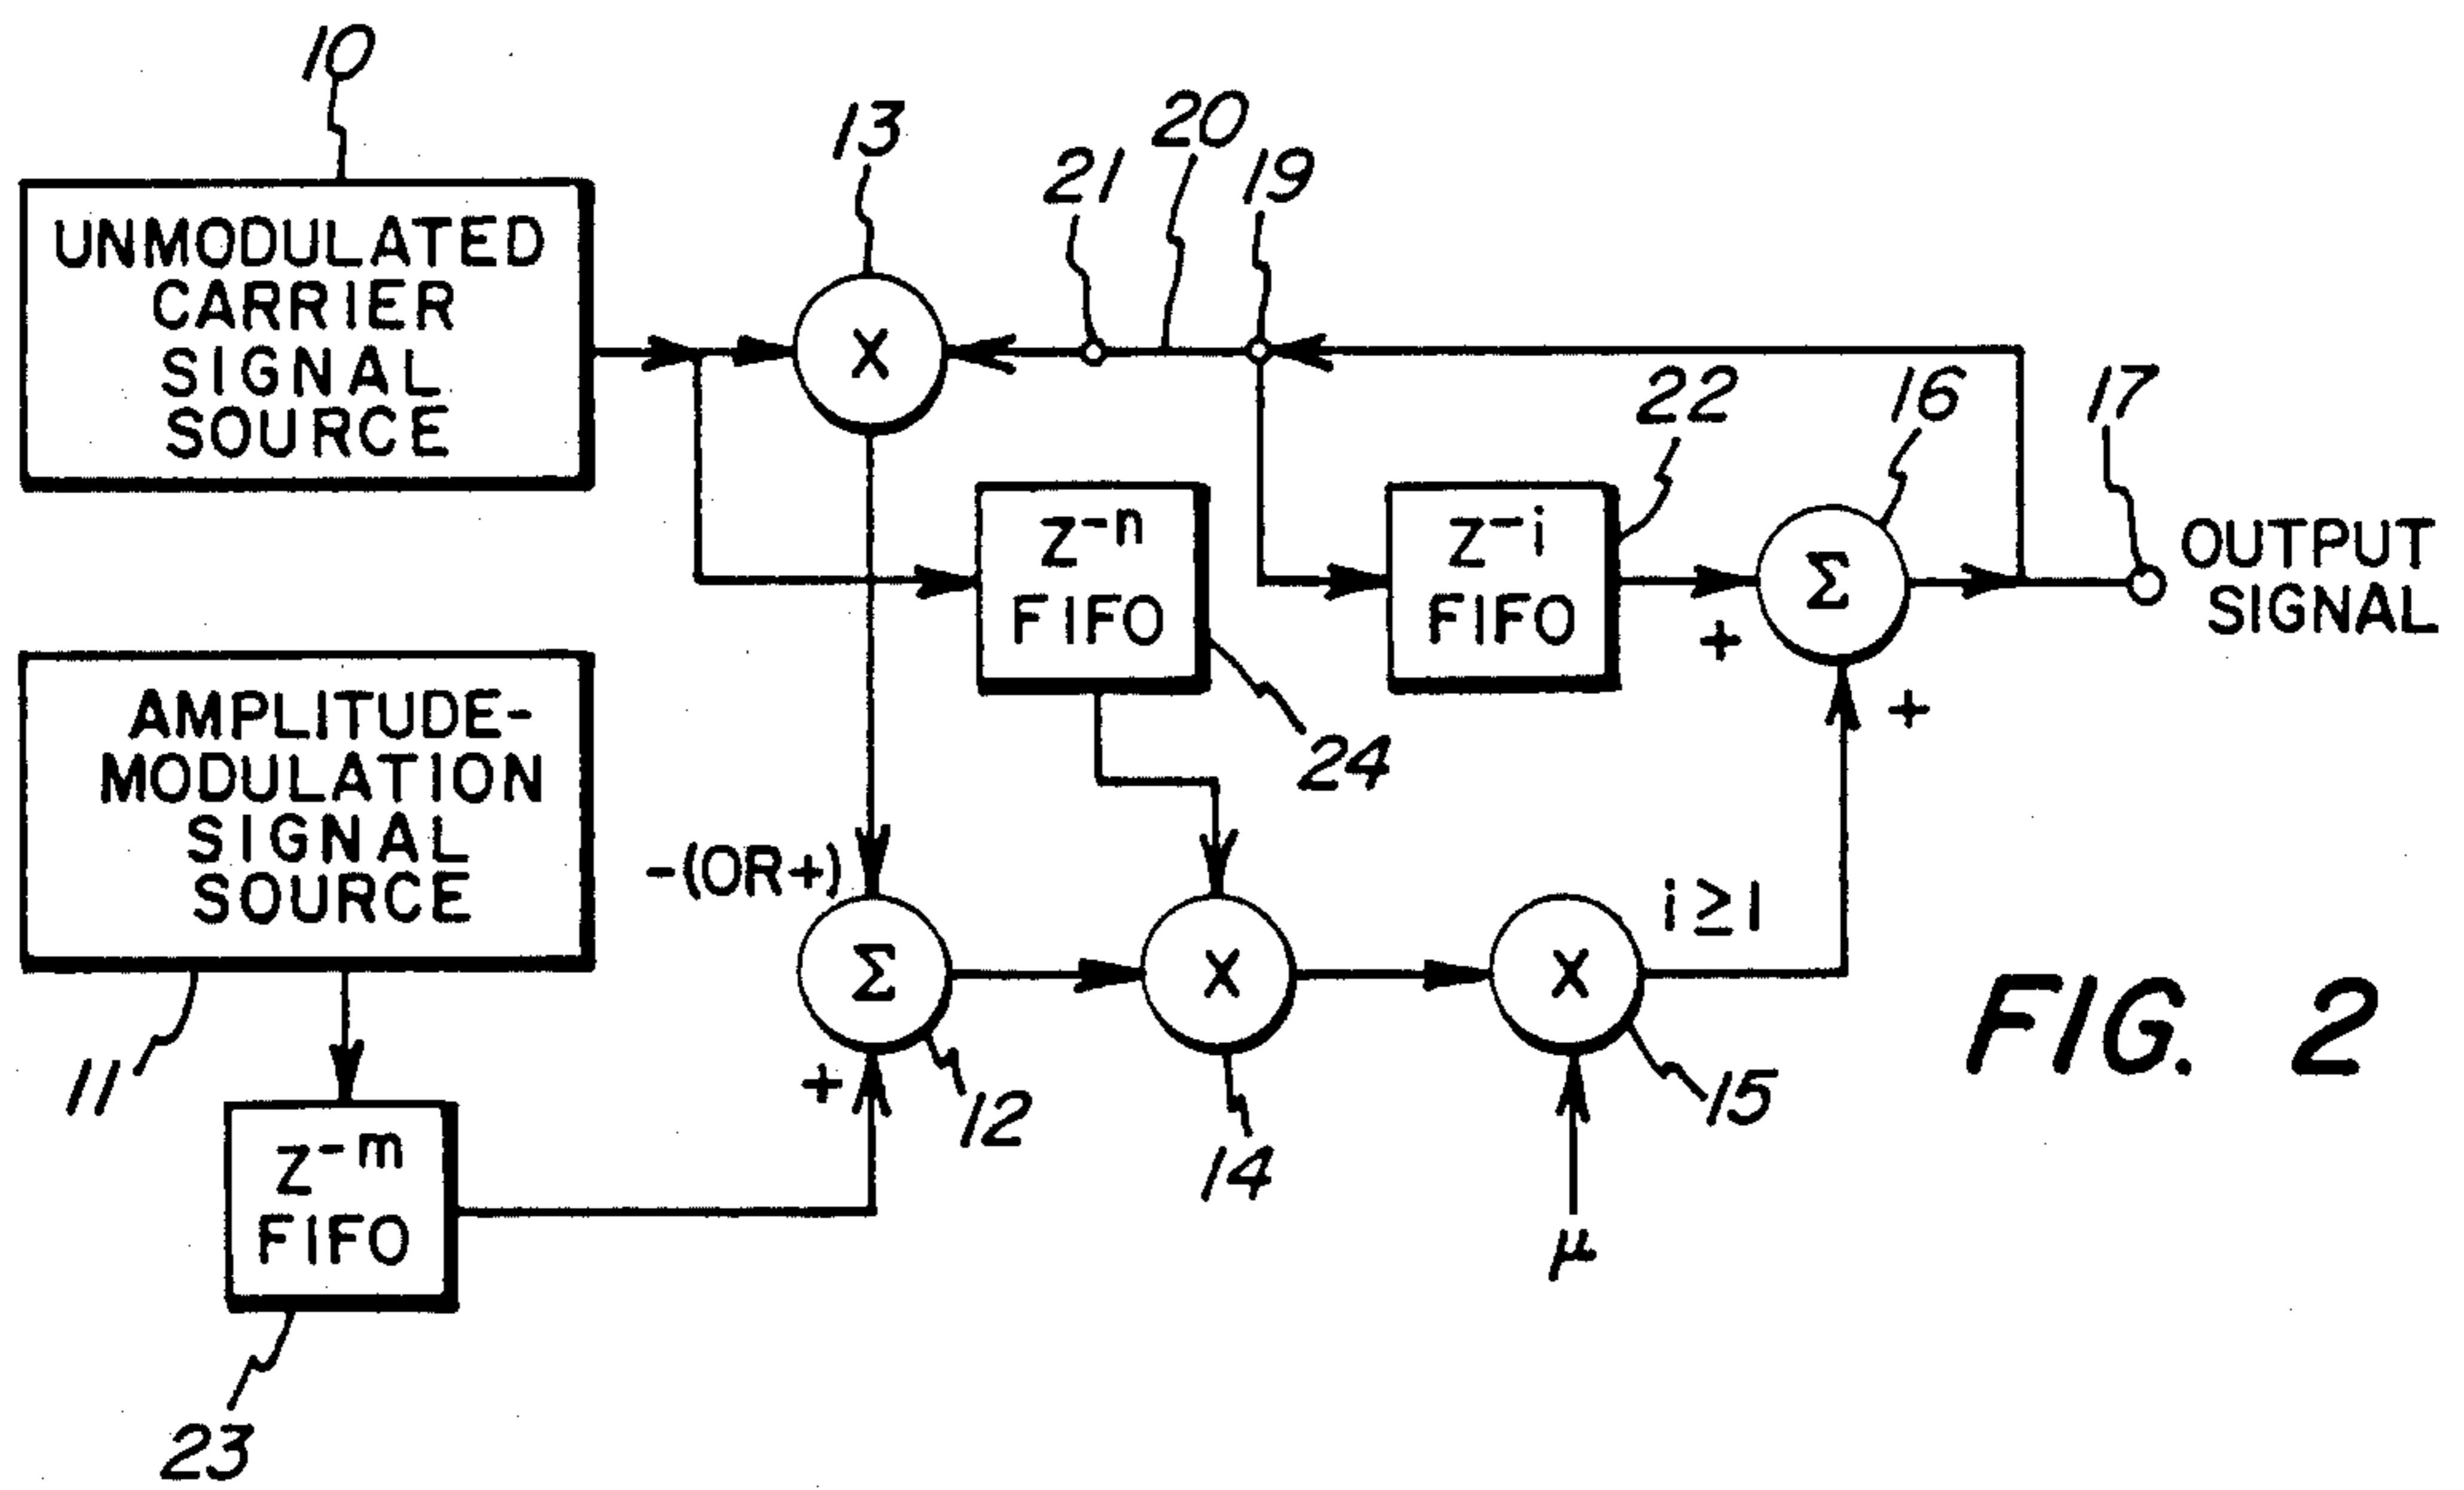 10
13
20
21
19
UNMODULATED
CARRIER
SIGNAL
SOURCE
X
22
16
17
Z-n
FIFO
Z-i
FIFO
Σ
+
+
OUTPUT
SIGNAL
24
AMPLITUDE-
MODULATION
SIGNAL
SOURCE
-(OR+)
i≥1
Σ
X
X
+
11
12
14
15
FIG. 2
Z-m
FIFO
μ
23